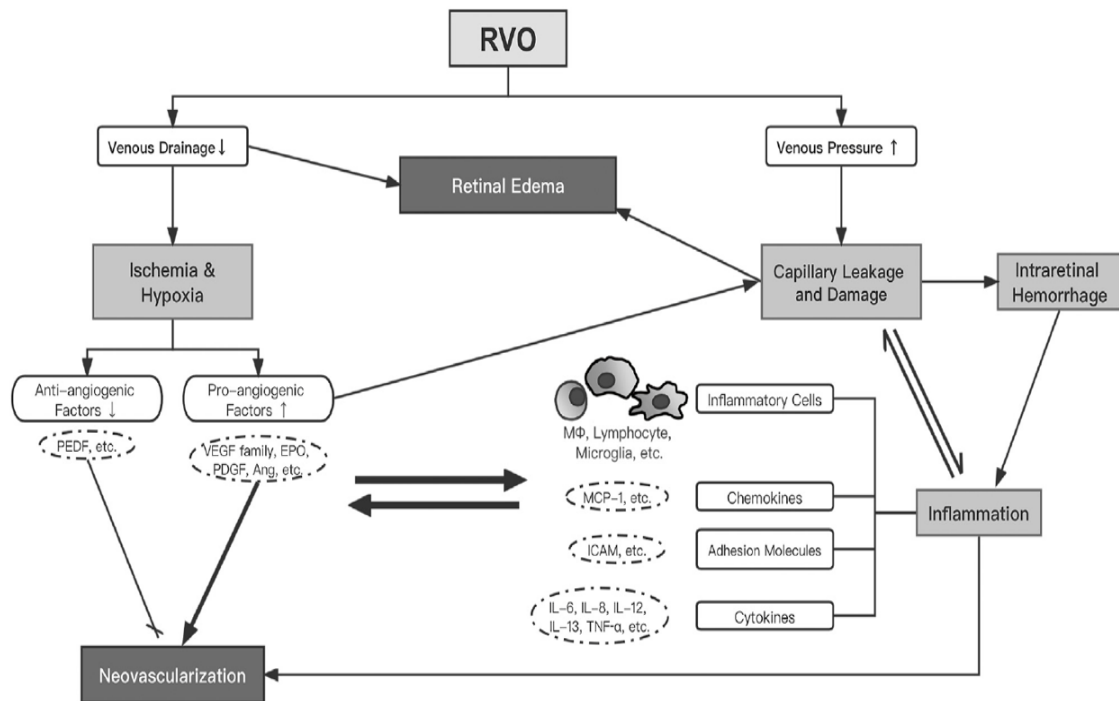 RVO
Venous Drainage ↓
Venous Pressure ↑
Retinal Edema
Ischemia &
Hypoxia
Capillary Leakage
and Damage
Intraretinal
Hemorrhage
Anti-angiogenic
Factors ↓
Pro-angiogenic
Factors ↑
PEDF, etc.
VEGF family, EPO,
PDGF, Ang, etc.
Inflammatory Cells
MΦ, Lymphocyte,
Microglia, etc.
MCP-1, etc.
Chemokines
Inflammation
ICAM, etc.
Adhesion Molecules
IL-6, IL-8, IL-12,
IL-13, TNF-α, etc.
Cytokines
Neovascularization